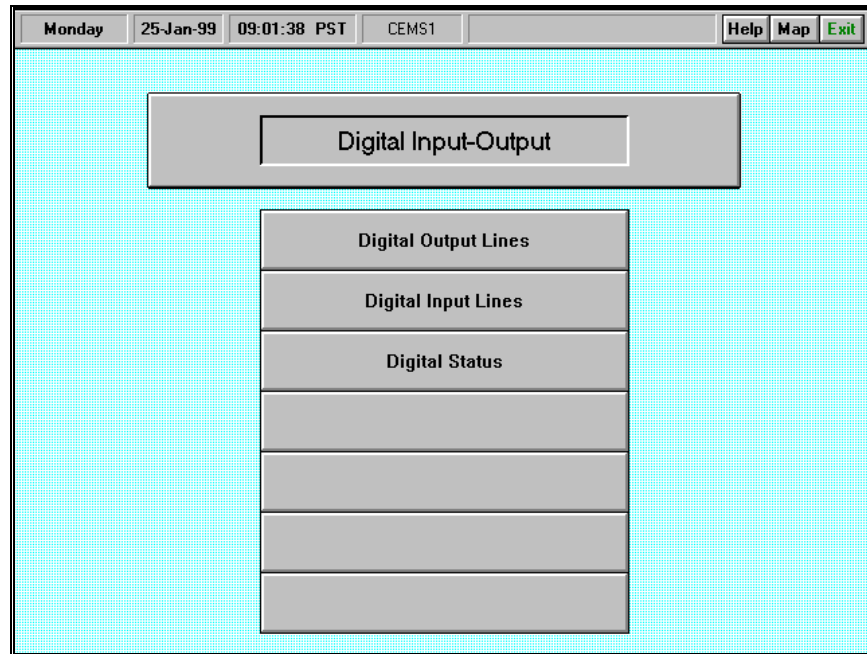 Monday 25-Jan-99 09:01:38 PST CEMS1 Help Map Exit
Digital Input-Output
Digital Output Lines
Digital Input Lines
Digital Status